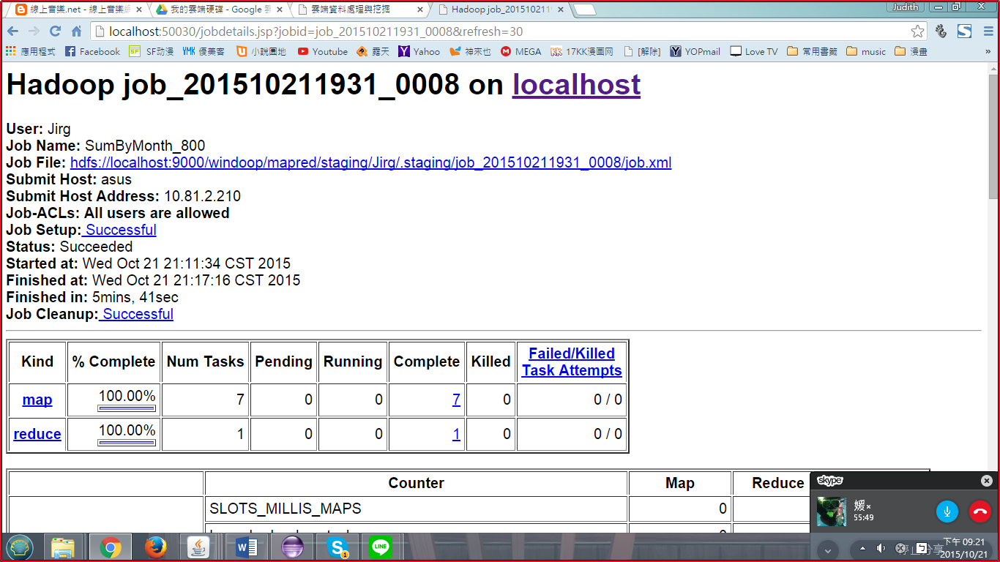 線上音樂.net - 線上音樂
我的雲端硬碟 - Google 雲
雲端資料處理與挖掘
Hadoop job_2015102119
Judith
localhost:50030/jobdetails.jsp?jobid=job_201510211931_0008&refresh=30
應用程式 Facebook SF SF动漫 YMK 優美客 小說園地 Youtube 露天 Yahoo 神來也 MEGA KK 17KK漫画网 [解除] YOPmail Love TV 常用書籤 music 漫畫 »
Hadoop job_201510211931_0008 on localhost
User: Jirg
Job Name: SumByMonth_800
Job File: hdfs://localhost:9000/windoop/mapred/staging/Jirg/.staging/job_201510211931_0008/job.xml
Submit Host: asus
Submit Host Address: 10.81.2.210
Job-ACLs: All users are allowed
Job Setup: Successful
Status: Succeeded
Started at: Wed Oct 21 21:11:34 CST 2015
Finished at: Wed Oct 21 21:17:16 CST 2015
Finished in: 5mins, 41sec
Job Cleanup: Successful
Kind % Complete Num Tasks Pending Running Complete Killed Failed/Killed Task Attempts
map 100.00% 7 0 0 7 0 0 / 0
reduce 100.00% 1 0 0 1 0 0 / 0
Counter Map Reduce
SLOTS_MILLIS_MAPS 0
skype
媛×
55:49
停止分享
下午 09:21
2015/10/21